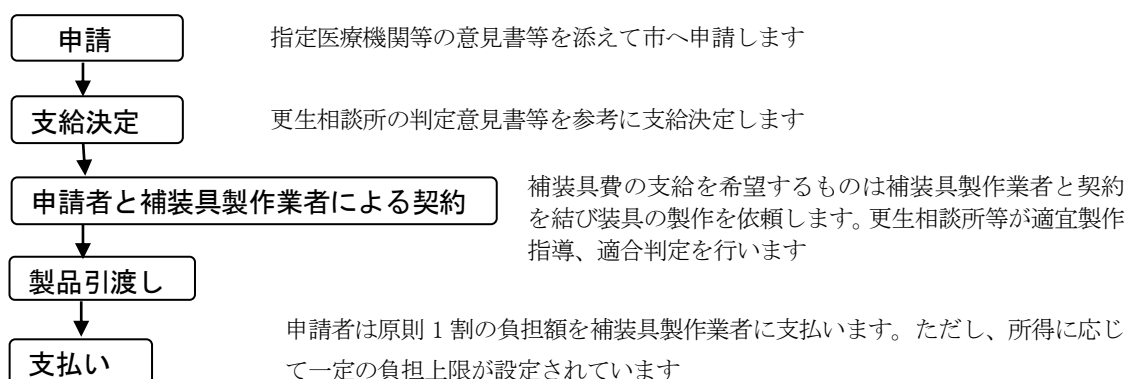 申請
指定医療機関等の意見書等を添えて市へ申請します
支給決定
更生相談所の判定意見書等を参考に支給決定します
申請者と補装具製作業者による契約
補装具費の支給を希望するものは補装具製作業者と契約
を結び装具の製作を依頼します。更生相談所等が適宜製作
指導、適合判定を行います
製品引渡し
申請者は原則 1 割の負担額を補装具製作業者に支払います。ただし、所得に応じ
支払い
て一定の負担上限が設定されています